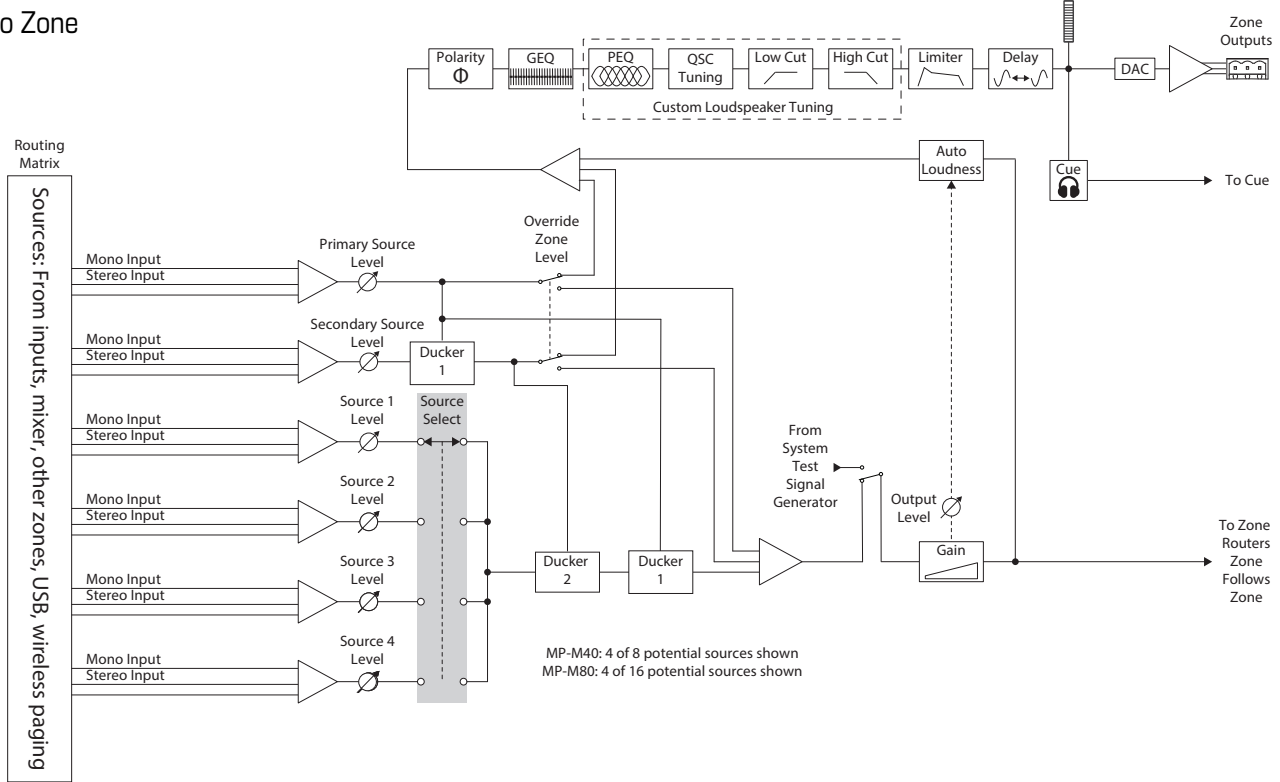 o Zone
Zone
Outputs
Polarity
Φ
GEQ
PEQ
QSC
Tuning
Low Cut
High Cut
Limiter
Delay
DAC
Custom Loudspeaker Tuning
Auto
Loudness
Cue
To Cue
Routing
Matrix
Sources: From inputs, mixer, other zones, USB, wireless paging
Override
Zone
Level
Mono Input
Stereo Input
Primary Source
Level
Mono Input
Stereo Input
Secondary Source
Level
Ducker
1
Mono Input
Stereo Input
Source 1
Level
Source
Select
From
System
Test
Signal
Generator
Mono Input
Stereo Input
Source 2
Level
Output
Level
Gain
To Zone
Routers
Zone
Follows
Zone
Mono Input
Stereo Input
Source 3
Level
Ducker
2
Ducker
1
Mono Input
Stereo Input
Source 4
Level
MP-M40: 4 of 8 potential sources shown
MP-M80: 4 of 16 potential sources shown